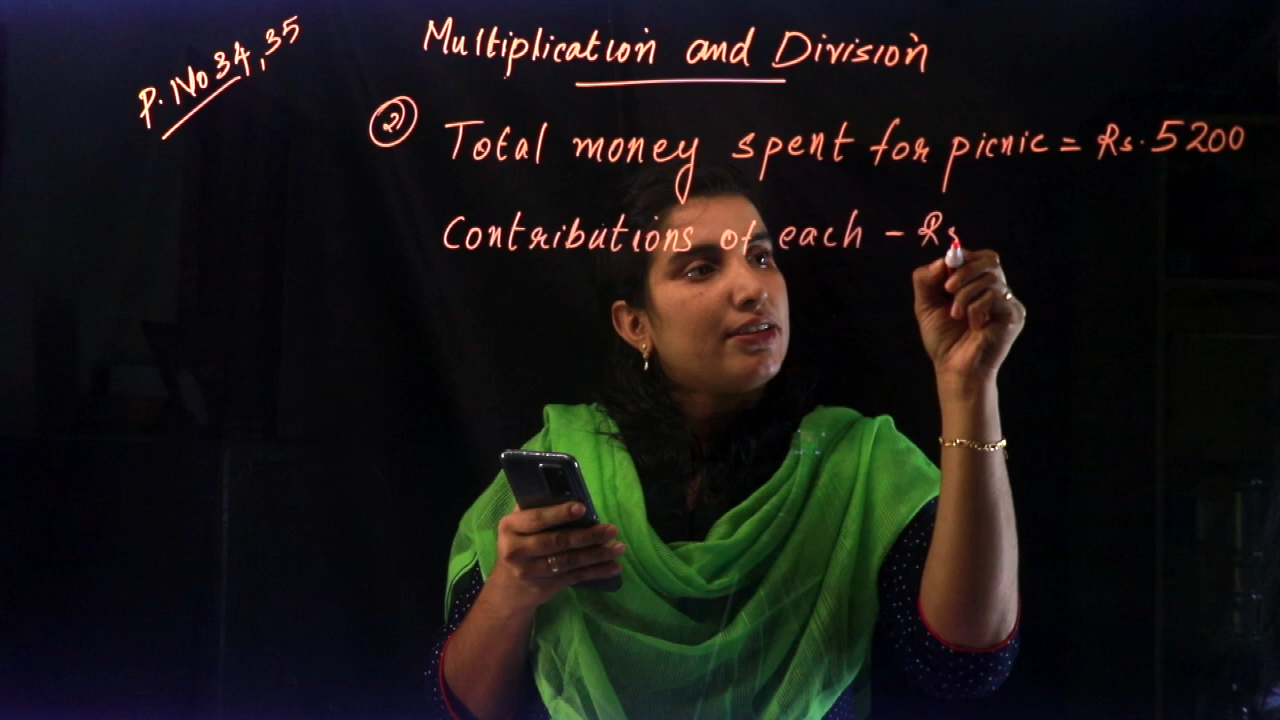 P. No 34, 35
Multiplication and Division
2) Total money spent for picnic = Rs. 5200
Contributions of each - Rs